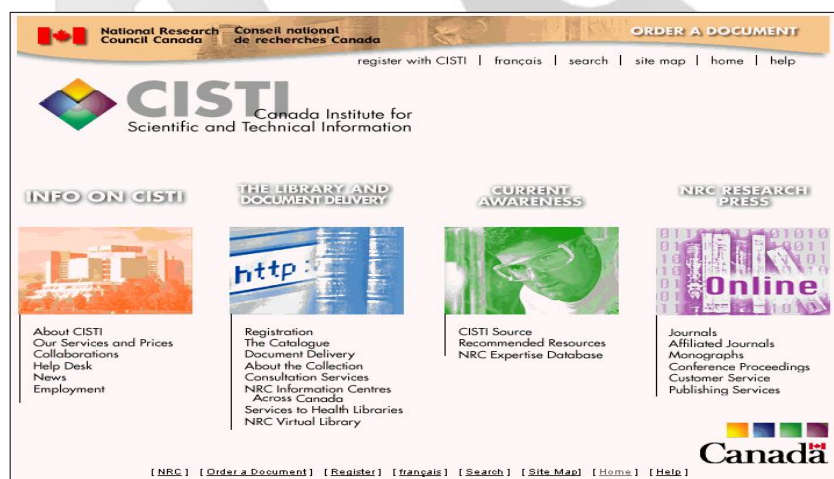 National Research Council Canada
Conseil national de recherches Canada
ORDER A DOCUMENT
register with CISTI | français | search | site map | home | help
CISTI
Canada Institute for
Scientific and Technical Information
INFO ON CISTI
About CISTI
Our Services and Prices
Collaborations
Help Desk
News
Employment
THE LIBRARY AND
DOCUMENT DELIVERY
http:
Registration
The Catalogue
Document Delivery
About the Collection
Consultation Services
NRC Information Centres
Across Canada
Services to Health Libraries
NRC Virtual Library
CURRENT
AWARENESS
CISTI Source
Recommended Resources
NRC Expertise Database
NRC RESEARCH
PRESS
Online
Journals
Affiliated Journals
Monographs
Conference Proceedings
Customer Service
Publishing Services
Canada
[ NRC ] [ Order a Document ] [ Register ] [ français ] [ Search ] [ Site Map ] [ Home ] [ Help ]